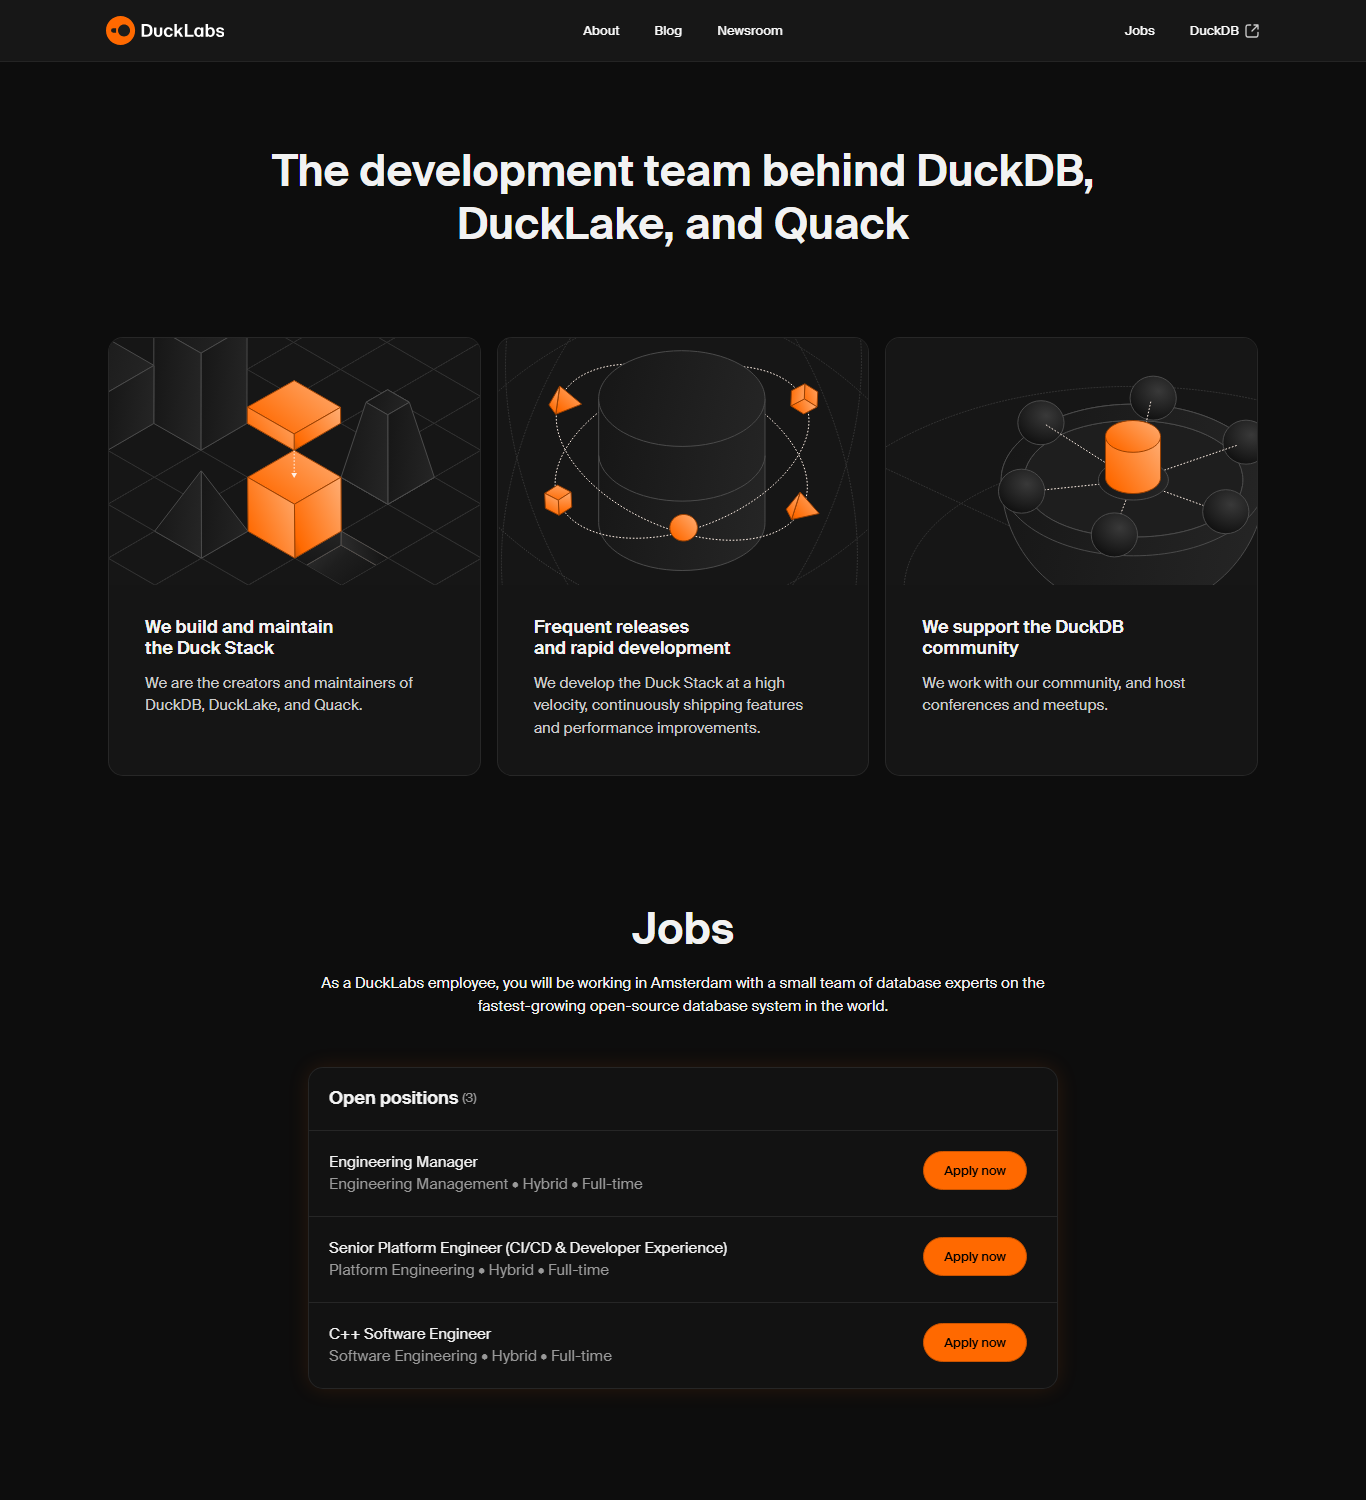 DuckLabs
About
Blog
Newsroom
Jobs
DuckDB
The development team behind DuckDB,
DuckLake, and Quack
We build and maintain
the Duck Stack
We are the creators and maintainers of
DuckDB, DuckLake, and Quack.
Frequent releases
and rapid development
We develop the Duck Stack at a high
velocity, continuously shipping features
and performance improvements.
We support the DuckDB
community
We work with our community, and host
conferences and meetups.
Jobs
As a DuckLabs employee, you will be working in Amsterdam with a small team of database experts on the
fastest-growing open-source database system in the world.
Open positions (3)
Engineering Manager
Engineering Management • Hybrid • Full-time
Apply now
Senior Platform Engineer (CI/CD & Developer Experience)
Platform Engineering • Hybrid • Full-time
Apply now
C++ Software Engineer
Software Engineering • Hybrid • Full-time
Apply now